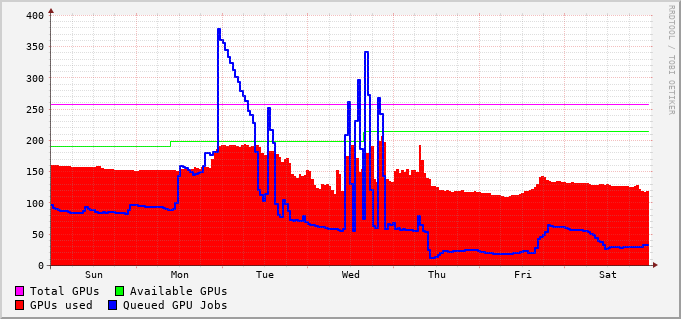 400
350
300
250
200
150
100
50
0
Sun Mon Tue Wed Thu Fri Sat
Total GPUs Available GPUs
GPUs used Queued GPU Jobs
RRDTOOL / TOBI OETIKER